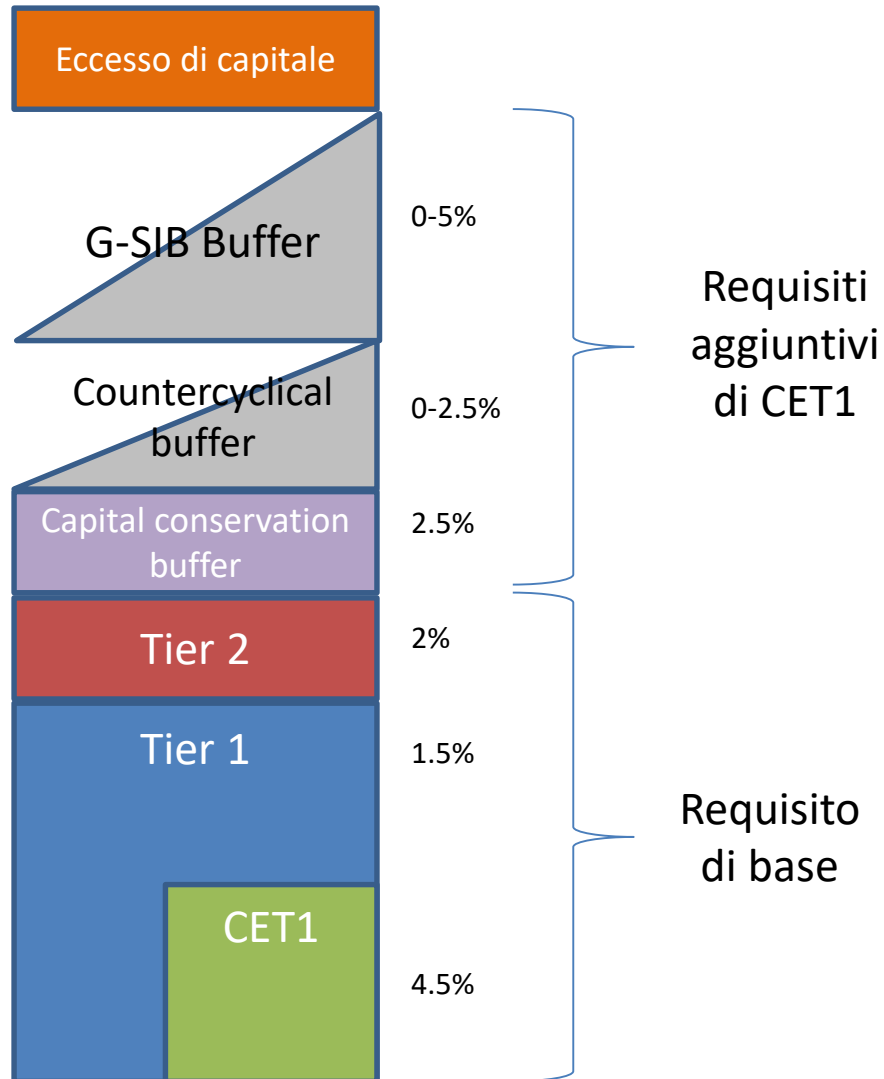 Eccesso di capitale
G-SIB Buffer
0-5%
Requisiti
aggiuntivi
di CET1
Countercyclical
buffer
0-2.5%
Capital conservation
buffer
2.5%
Tier 2
2%
Tier 1
1.5%
Requisito
di base
CET1
4.5%